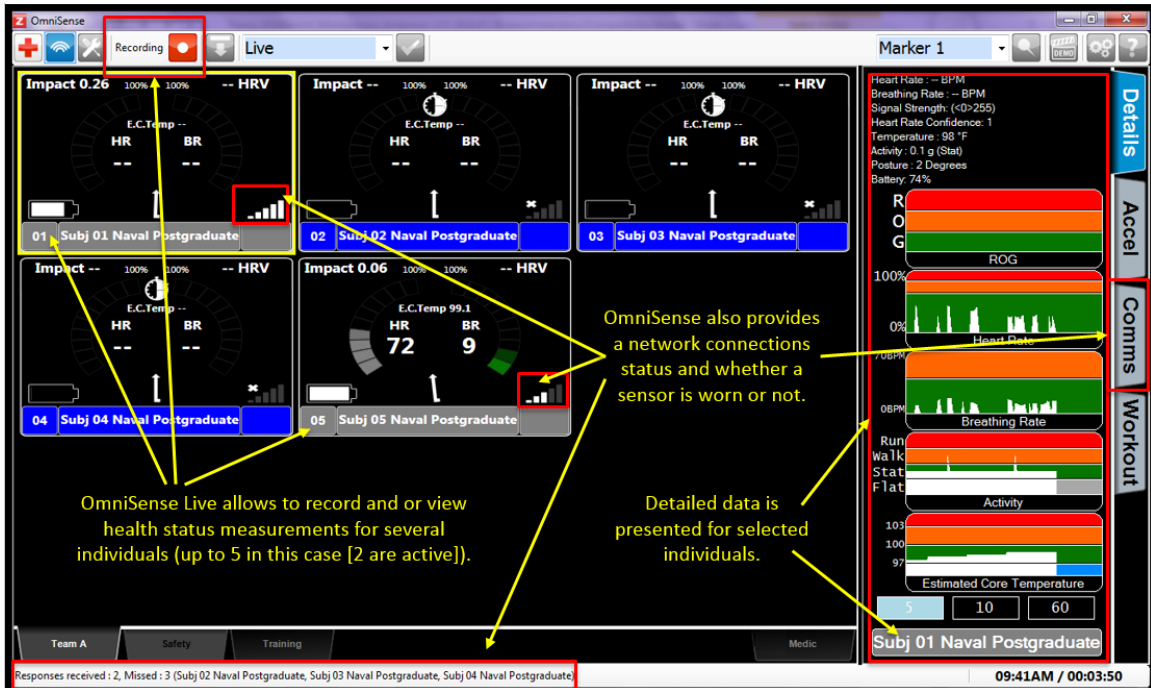 OmniSense
Recording
Live
Marker 1
DEMO
?
Impact 0.26 100% 100% -- HRV
E.C.Temp --
HR BR
-- --
01 Subj 01 Naval Postgraduate
Impact -- 100% 100% -- HRV
E.C.Temp --
HR BR
-- --
02 Subj 02 Naval Postgraduate
Impact -- 100% 100% -- HRV
E.C.Temp --
HR BR
-- --
03 Subj 03 Naval Postgraduate
Impact -- 100% 100% -- HRV
E.C.Temp --
HR BR
-- --
04 Subj 04 Naval Postgraduate
Impact 0.06 100% 100% -- HRV
E.C.Temp 99.1
HR BR
72 9
05 Subj 05 Naval Postgraduate
OmniSense also provides
a network connections
status and whether a
sensor is worn or not.
OmniSense Live allows to record and or view
health status measurements for several
individuals (up to 5 in this case [2 are active]).
Detailed data is
presented for selected
individuals.
Heart Rate : -- BPM
Breathing Rate : -- BPM
Signal Strength: (<0>255)
Heart Rate Confidence: 1
Temperature : 98 °F
Activity : 0.1 g (Stat)
Posture : 2 Degrees
Battery: 74%
R
O
G
ROG
100%
0%
Heart Rate
70BPM
0BPM
Breathing Rate
Run
Walk
Stat
Flat
Activity
103
100
97
Estimated Core Temperature
5 10 60
Subj 01 Naval Postgraduate
Details
Accel
Comms
Workout
Team A Safety Training Medic
Responses received : 2, Missed : 3 (Subj 02 Naval Postgraduate, Subj 03 Naval Postgraduate, Subj 04 Naval Postgraduate)
09:41AM / 00:03:50